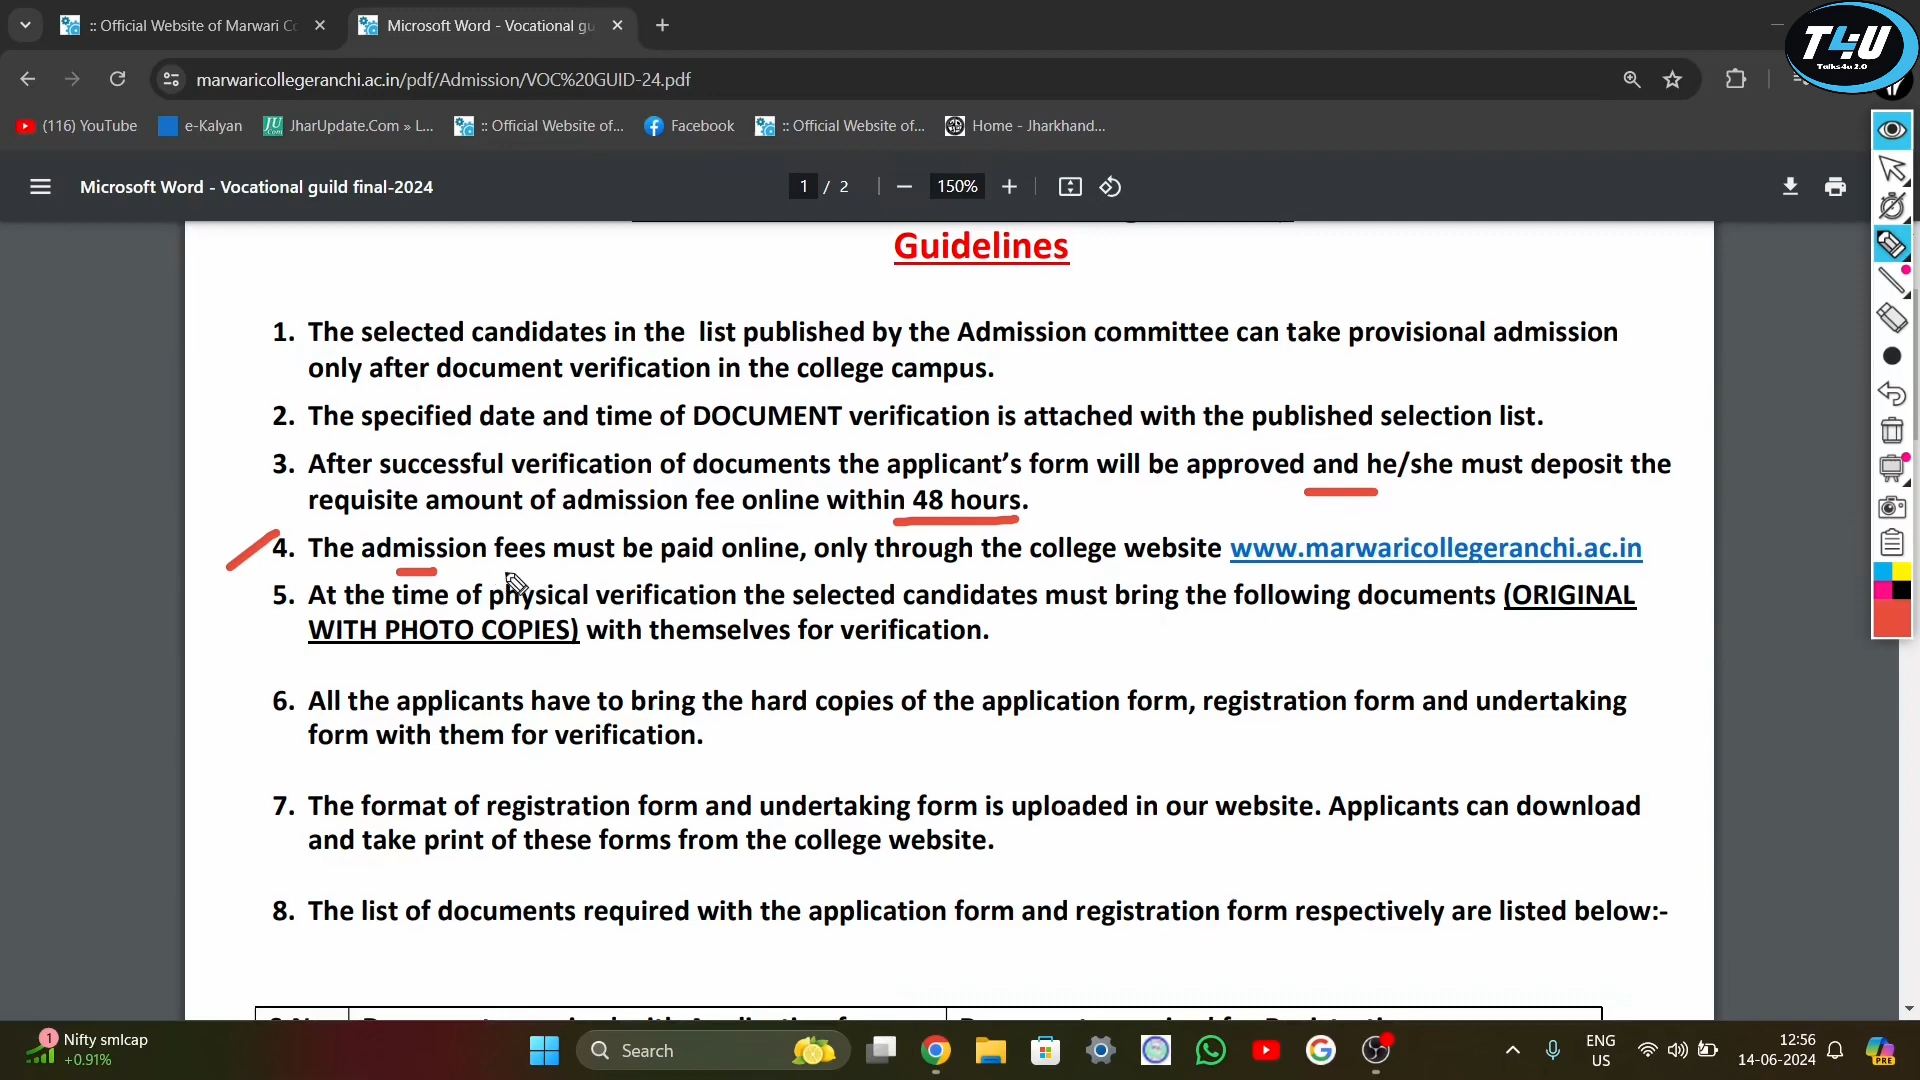 :: Official Website of Marwari Co
Microsoft Word - Vocational gu
T4U
Talks4u 2.0
marwaricollegeranchi.ac.in/pdf/Admission/VOC%20GUID-24.pdf
(116) YouTube
e-Kalyan
JU
.Com
JharUpdate.Com » L...
:: Official Website of...
Facebook
:: Official Website of...
Home - Jharkhand...
Microsoft Word - Vocational guild final-2024
1 / 2
150%
Guidelines
1. The selected candidates in the list published by the Admission committee can take provisional admission
only after document verification in the college campus.
2. The specified date and time of DOCUMENT verification is attached with the published selection list.
3. After successful verification of documents the applicant’s form will be approved and he/she must deposit the
requisite amount of admission fee online within 48 hours.
4. The admission fees must be paid online, only through the college website www.marwaricollegeranchi.ac.in
5. At the time of physical verification the selected candidates must bring the following documents (ORIGINAL
WITH PHOTO COPIES) with themselves for verification.
6. All the applicants have to bring the hard copies of the application form, registration form and undertaking
form with them for verification.
7. The format of registration form and undertaking form is uploaded in our website. Applicants can download
and take print of these forms from the college website.
8. The list of documents required with the application form and registration form respectively are listed below:-
1
Nifty smlcap
+0.91%
Search
ENG
US
12:56
14-06-2024
PRE